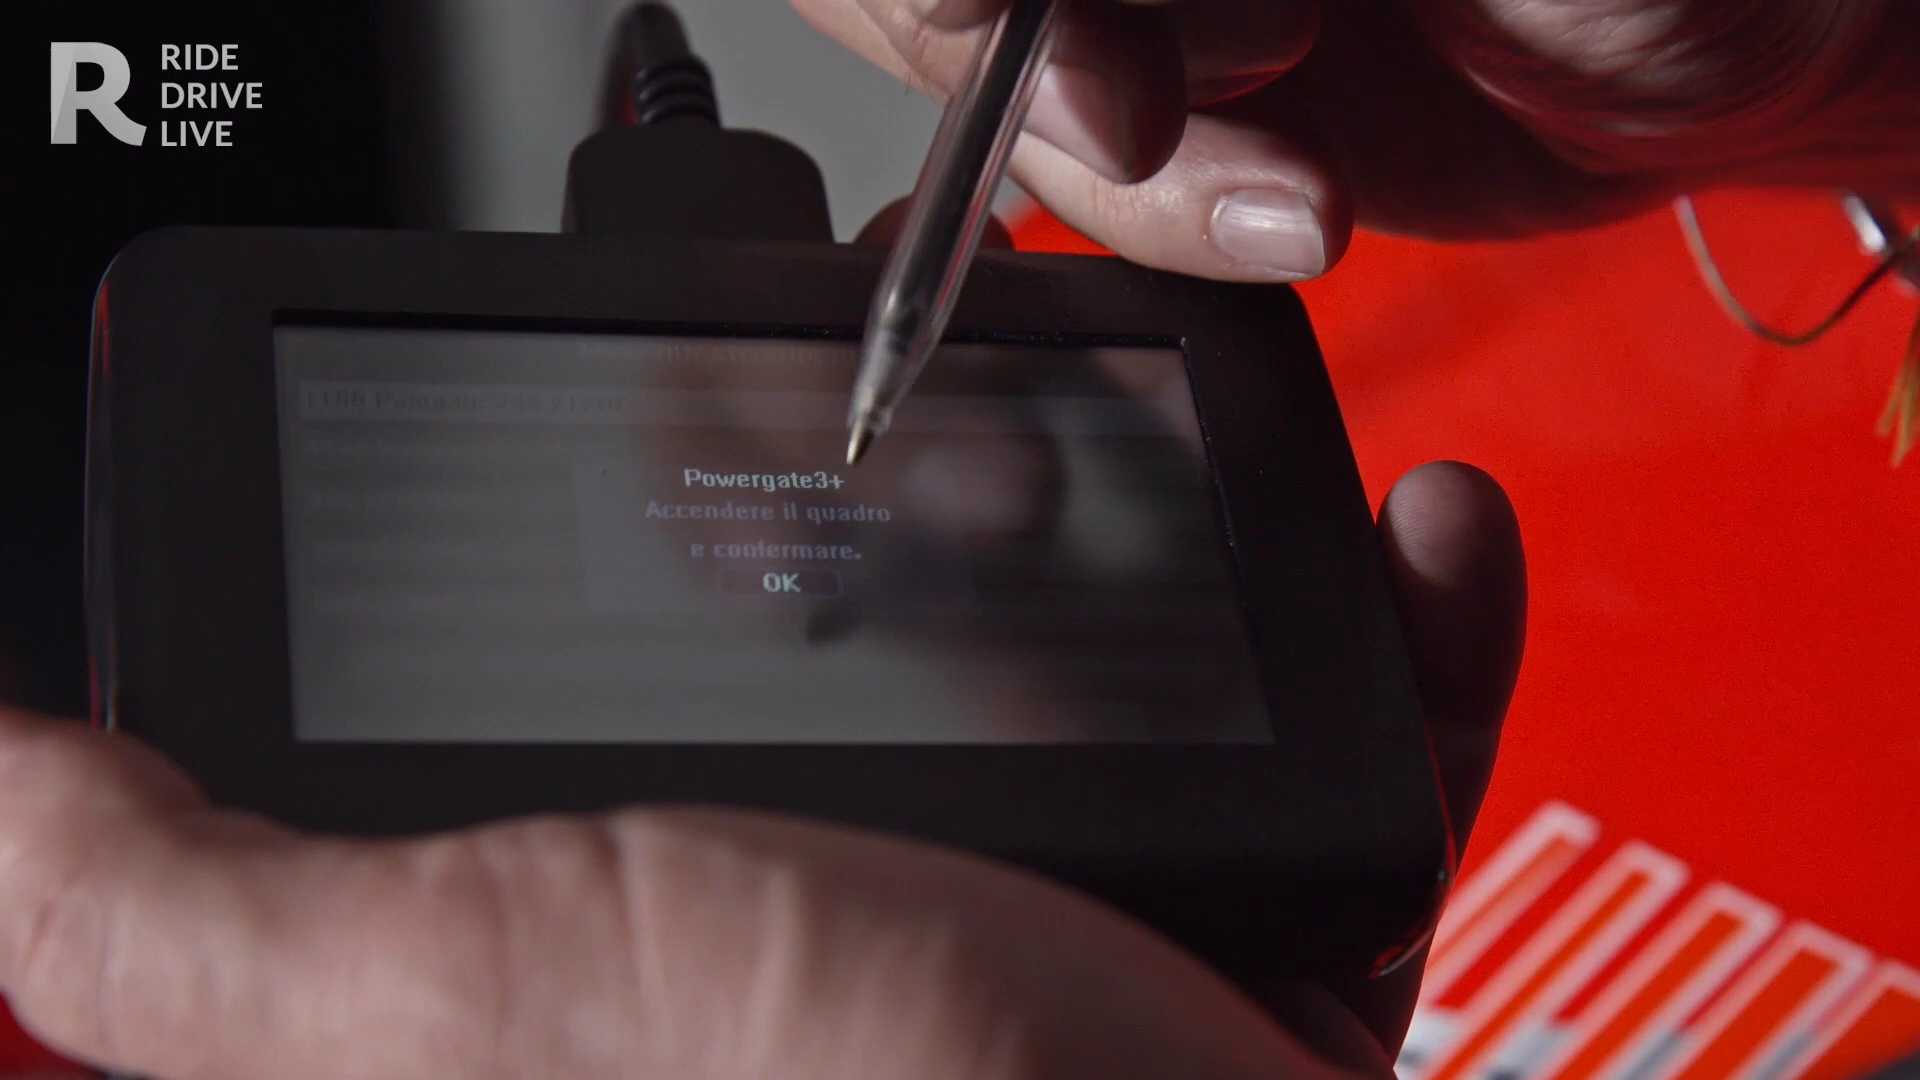 RIDE
DRIVE
LIVE
Powergate3+
Accendere il quadro
e confermare.
OK